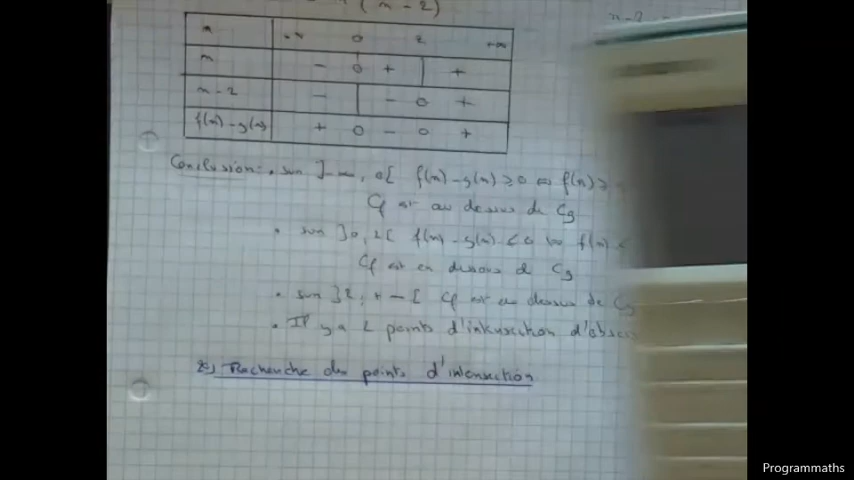 (x - 2)
x -∞ 0 2 +∞
x - 0 + +
x - 2 - - 0 +
f(x) - g(x) + 0 - 0 +
Conclusion: • sur ]-∞, 0[ f(x) - g(x) ≥ 0 ⇔ f(x) ≥
Cf est au dessus de Cg
• sur ]0, 2[ f(x) - g(x) < 0 ⇔ f(x) <
Cf est en dessous de Cg
• sur ]2, +∞[ Cf est au dessus de Cg
• Il y a 2 points d'intersection
2°) Recherche des points d'intersection
Programmaths